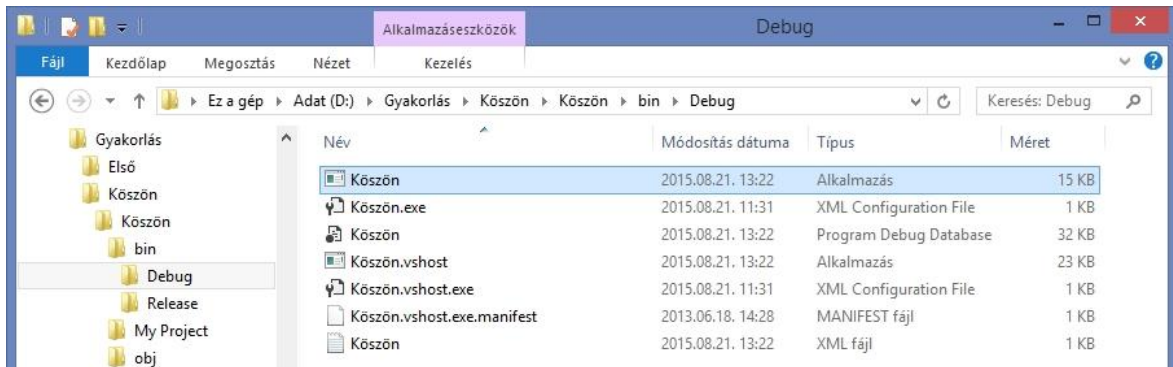 Alkalmazáseszközök Debug
Fájl Kezdőlap Megosztás Nézet Kezelés
Ez a gép Adat (D:) Gyakorlás Köszön Köszön bin Debug Keresés: Debug
Gyakorlás Név Módosítás dátuma Típus Méret
Első
Köszön 2015.08.21. 13:22 Alkalmazás 15 KB
Köszön
Köszön.exe 2015.08.21. 11:31 XML Configuration File 1 KB
Köszön
Köszön 2015.08.21. 13:22 Program Debug Database 32 KB
bin
Köszön.vshost 2015.08.21. 13:22 Alkalmazás 23 KB
Debug
Köszön.vshost.exe 2015.08.21. 11:31 XML Configuration File 1 KB
Release
Köszön.vshost.exe.manifest 2013.06.18. 14:28 MANIFEST fájl 1 KB
My Project
Köszön 2015.08.21. 13:22 XML fájl 1 KB
obj